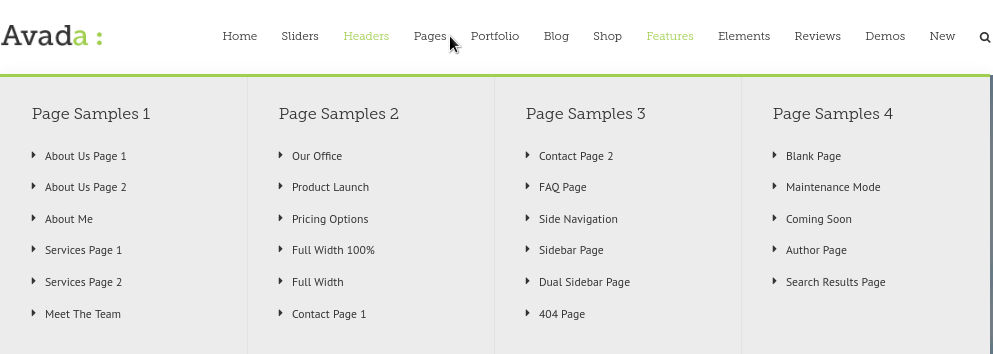 Avada :
Home Sliders Headers Pages Portfolio Blog Shop Features Elements Reviews Demos New
Page Samples 1
About Us Page 1
About Us Page 2
About Me
Services Page 1
Services Page 2
Meet The Team
Page Samples 2
Our Office
Product Launch
Pricing Options
Full Width 100%
Full Width
Contact Page 1
Page Samples 3
Contact Page 2
FAQ Page
Side Navigation
Sidebar Page
Dual Sidebar Page
404 Page
Page Samples 4
Blank Page
Maintenance Mode
Coming Soon
Author Page
Search Results Page